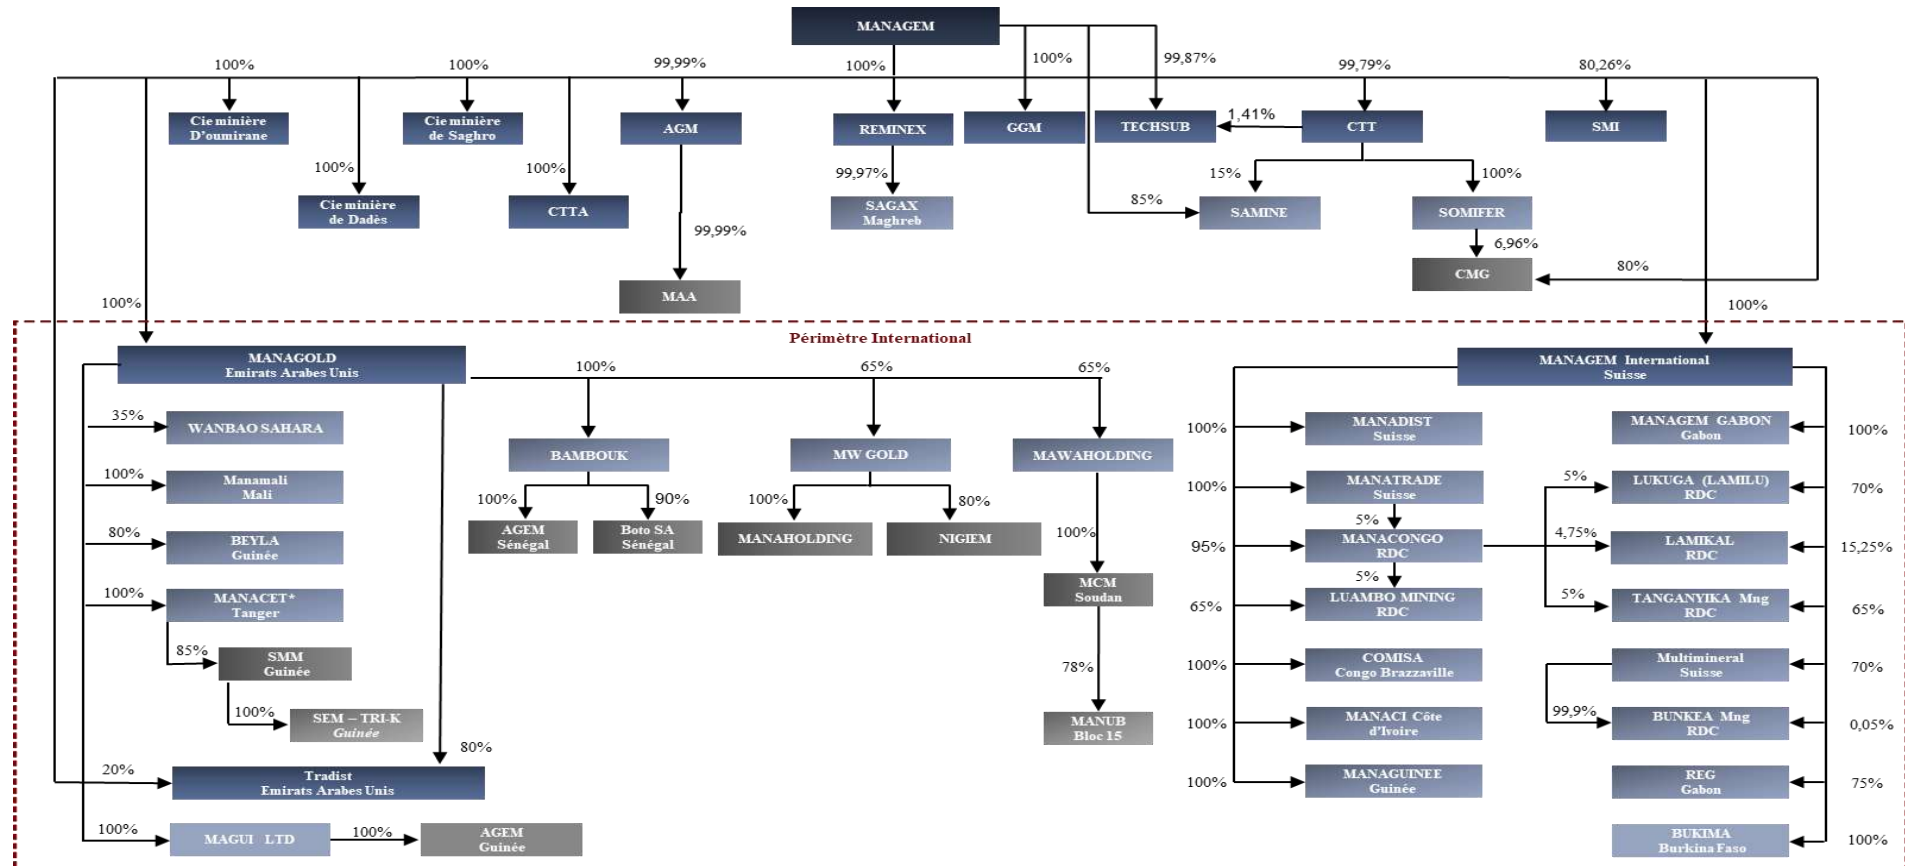 MANAGEM
100%
100%
99,99%
100%
100%
99,87%
99,79%
80,26%
Cie minière
D'oumirane
Cie minière
de Saghro
AGM
REMINEX
GGM
TECHSUB
1,41%
CTT
SMI
100%
100%
99,97%
15%
100%
Cie minière
de Dadès
CTTA
SAGAX
Maghreb
85%
SAMINE
SOMIFER
99,99%
6,96%
MAA
CMG
80%
100%
100%
Périmètre International
MANAGOLD
Emirats Arabes Unis
100%
65%
65%
MANAGEM International
Suisse
35%
WANBAO SAHARA
BAMBOUK
MW GOLD
MAWAHOLDING
100%
MANADIST
Suisse
MANAGEM GABON
Gabon
100%
100%
Manamali
Mali
100%
90%
100%
80%
100%
MANATRADE
Suisse
5%
LUKUGA (LAMILU)
RDC
70%
AGEM
Sénégal
Boto SA
Sénégal
MANAHOLDING
NIGIEM
100%
5%
80%
BEYLA
Guinée
95%
MANACONGO
RDC
4,75%
LAMIKAL
RDC
15,25%
100%
MANACET*
Tanger
MCM
Soudan
5%
65%
LUAMBO MINING
RDC
5%
TANGANYIKA Mng
RDC
65%
85%
SMM
Guinée
78%
100%
COMISA
Congo Brazzaville
Multimineral
Suisse
70%
100%
SEM – TRI-K
Guinée
MANUB
Bloc 15
100%
MANACI Côte
d'Ivoire
99,9%
BUNKEA Mng
RDC
0,05%
80%
20%
Tradist
Emirats Arabes Unis
100%
MANAGUINEE
Guinée
REG
Gabon
75%
100%
MAGUI LTD
100%
AGEM
Guinée
BUKIMA
Burkina Faso
100%